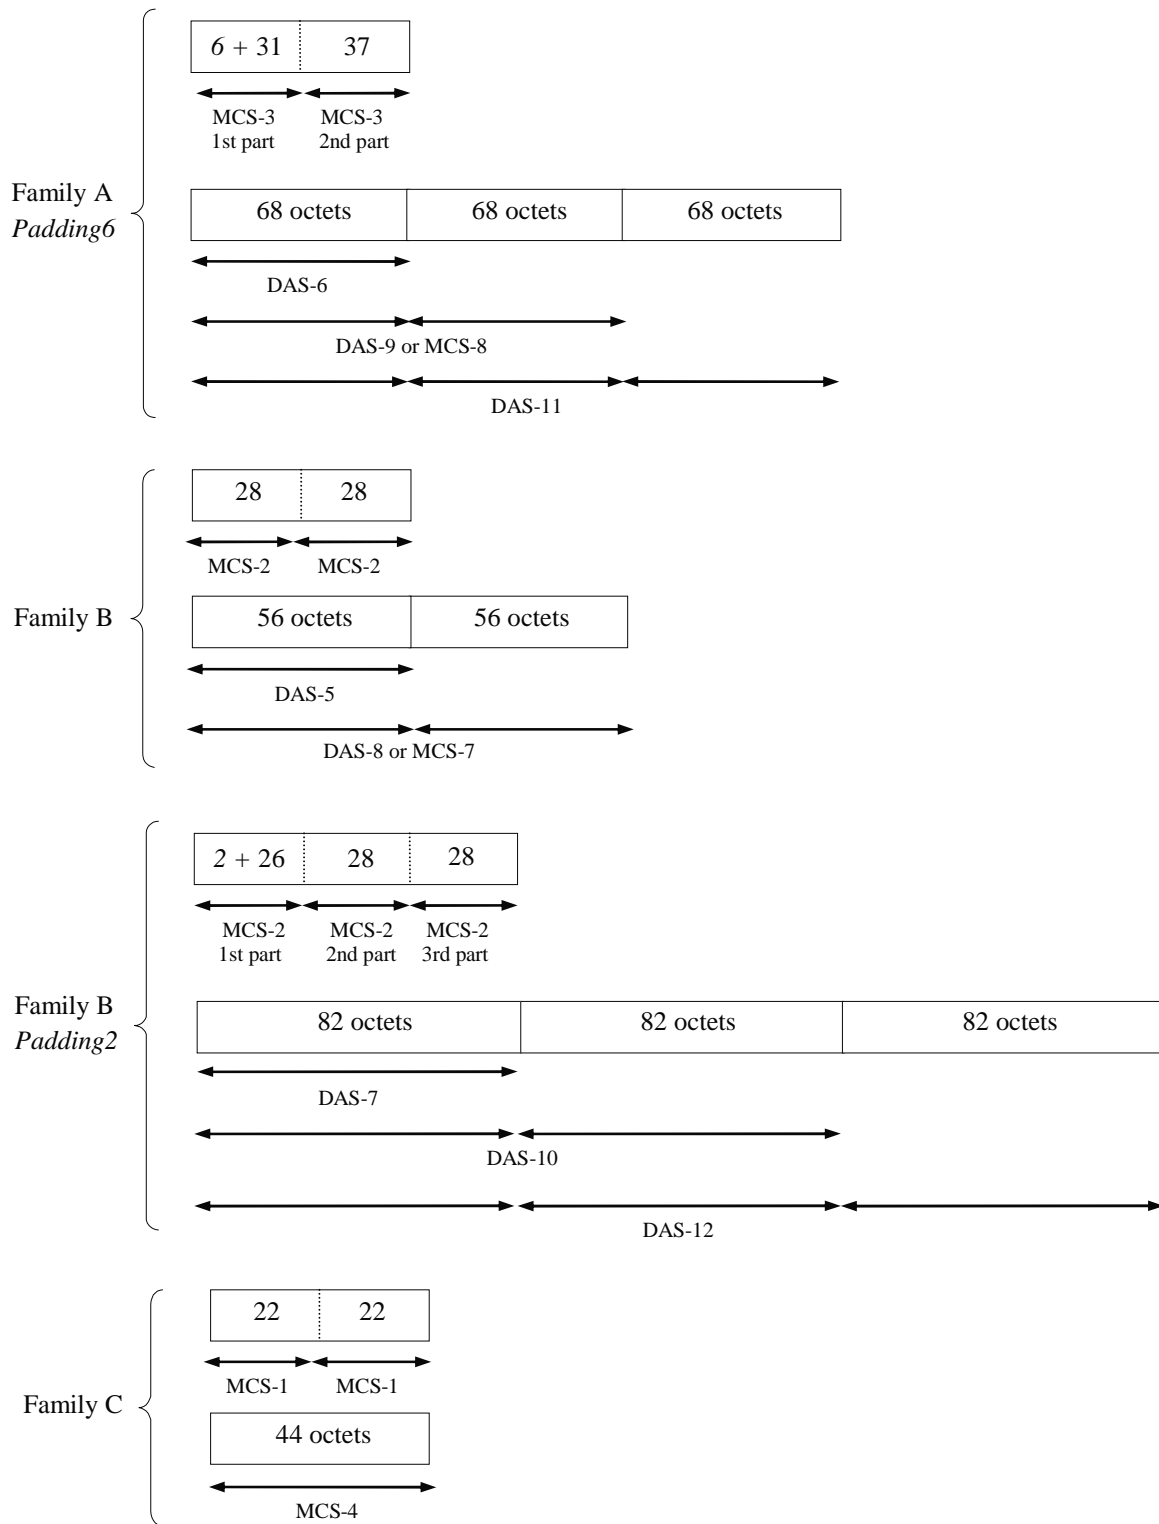 6 + 31 37
MCS-3 MCS-3
1st part 2nd part
Family A
Padding6
68 octets 68 octets 68 octets
DAS-6
DAS-9 or MCS-8
DAS-11
28 28
MCS-2 MCS-2
Family B
56 octets 56 octets
DAS-5
DAS-8 or MCS-7
2 + 26 28 28
MCS-2 MCS-2 MCS-2
1st part 2nd part 3rd part
Family B
Padding2
82 octets 82 octets 82 octets
DAS-7
DAS-10
DAS-12
22 22
MCS-1 MCS-1
Family C
44 octets
MCS-4